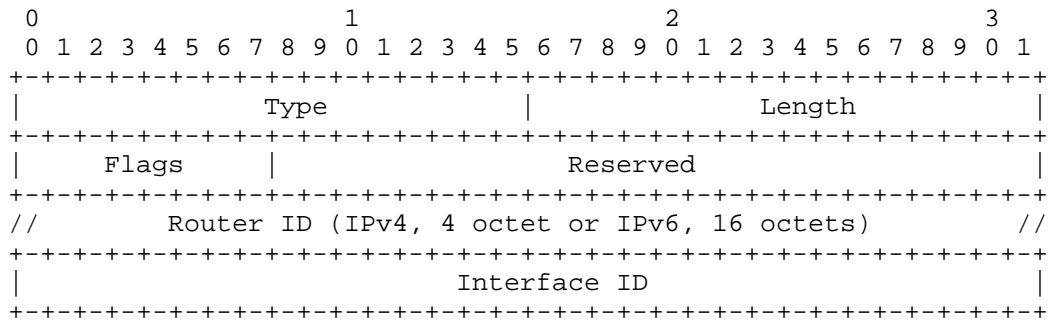 0                   1                   2                   3
 0 1 2 3 4 5 6 7 8 9 0 1 2 3 4 5 6 7 8 9 0 1 2 3 4 5 6 7 8 9 0 1
+-+-+-+-+-+-+-+-+-+-+-+-+-+-+-+-+-+-+-+-+-+-+-+-+-+-+-+-+-+-+-+-+
|              Type             |             Length            |
+-+-+-+-+-+-+-+-+-+-+-+-+-+-+-+-+-+-+-+-+-+-+-+-+-+-+-+-+-+-+-+-+
|     Flags     |                  Reserved                     |
+-+-+-+-+-+-+-+-+-+-+-+-+-+-+-+-+-+-+-+-+-+-+-+-+-+-+-+-+-+-+-+-+
//        Router ID (IPv4, 4 octet or IPv6, 16 octets)         //
+-+-+-+-+-+-+-+-+-+-+-+-+-+-+-+-+-+-+-+-+-+-+-+-+-+-+-+-+-+-+-+-+
|                           Interface ID                        |
+-+-+-+-+-+-+-+-+-+-+-+-+-+-+-+-+-+-+-+-+-+-+-+-+-+-+-+-+-+-+-+-+